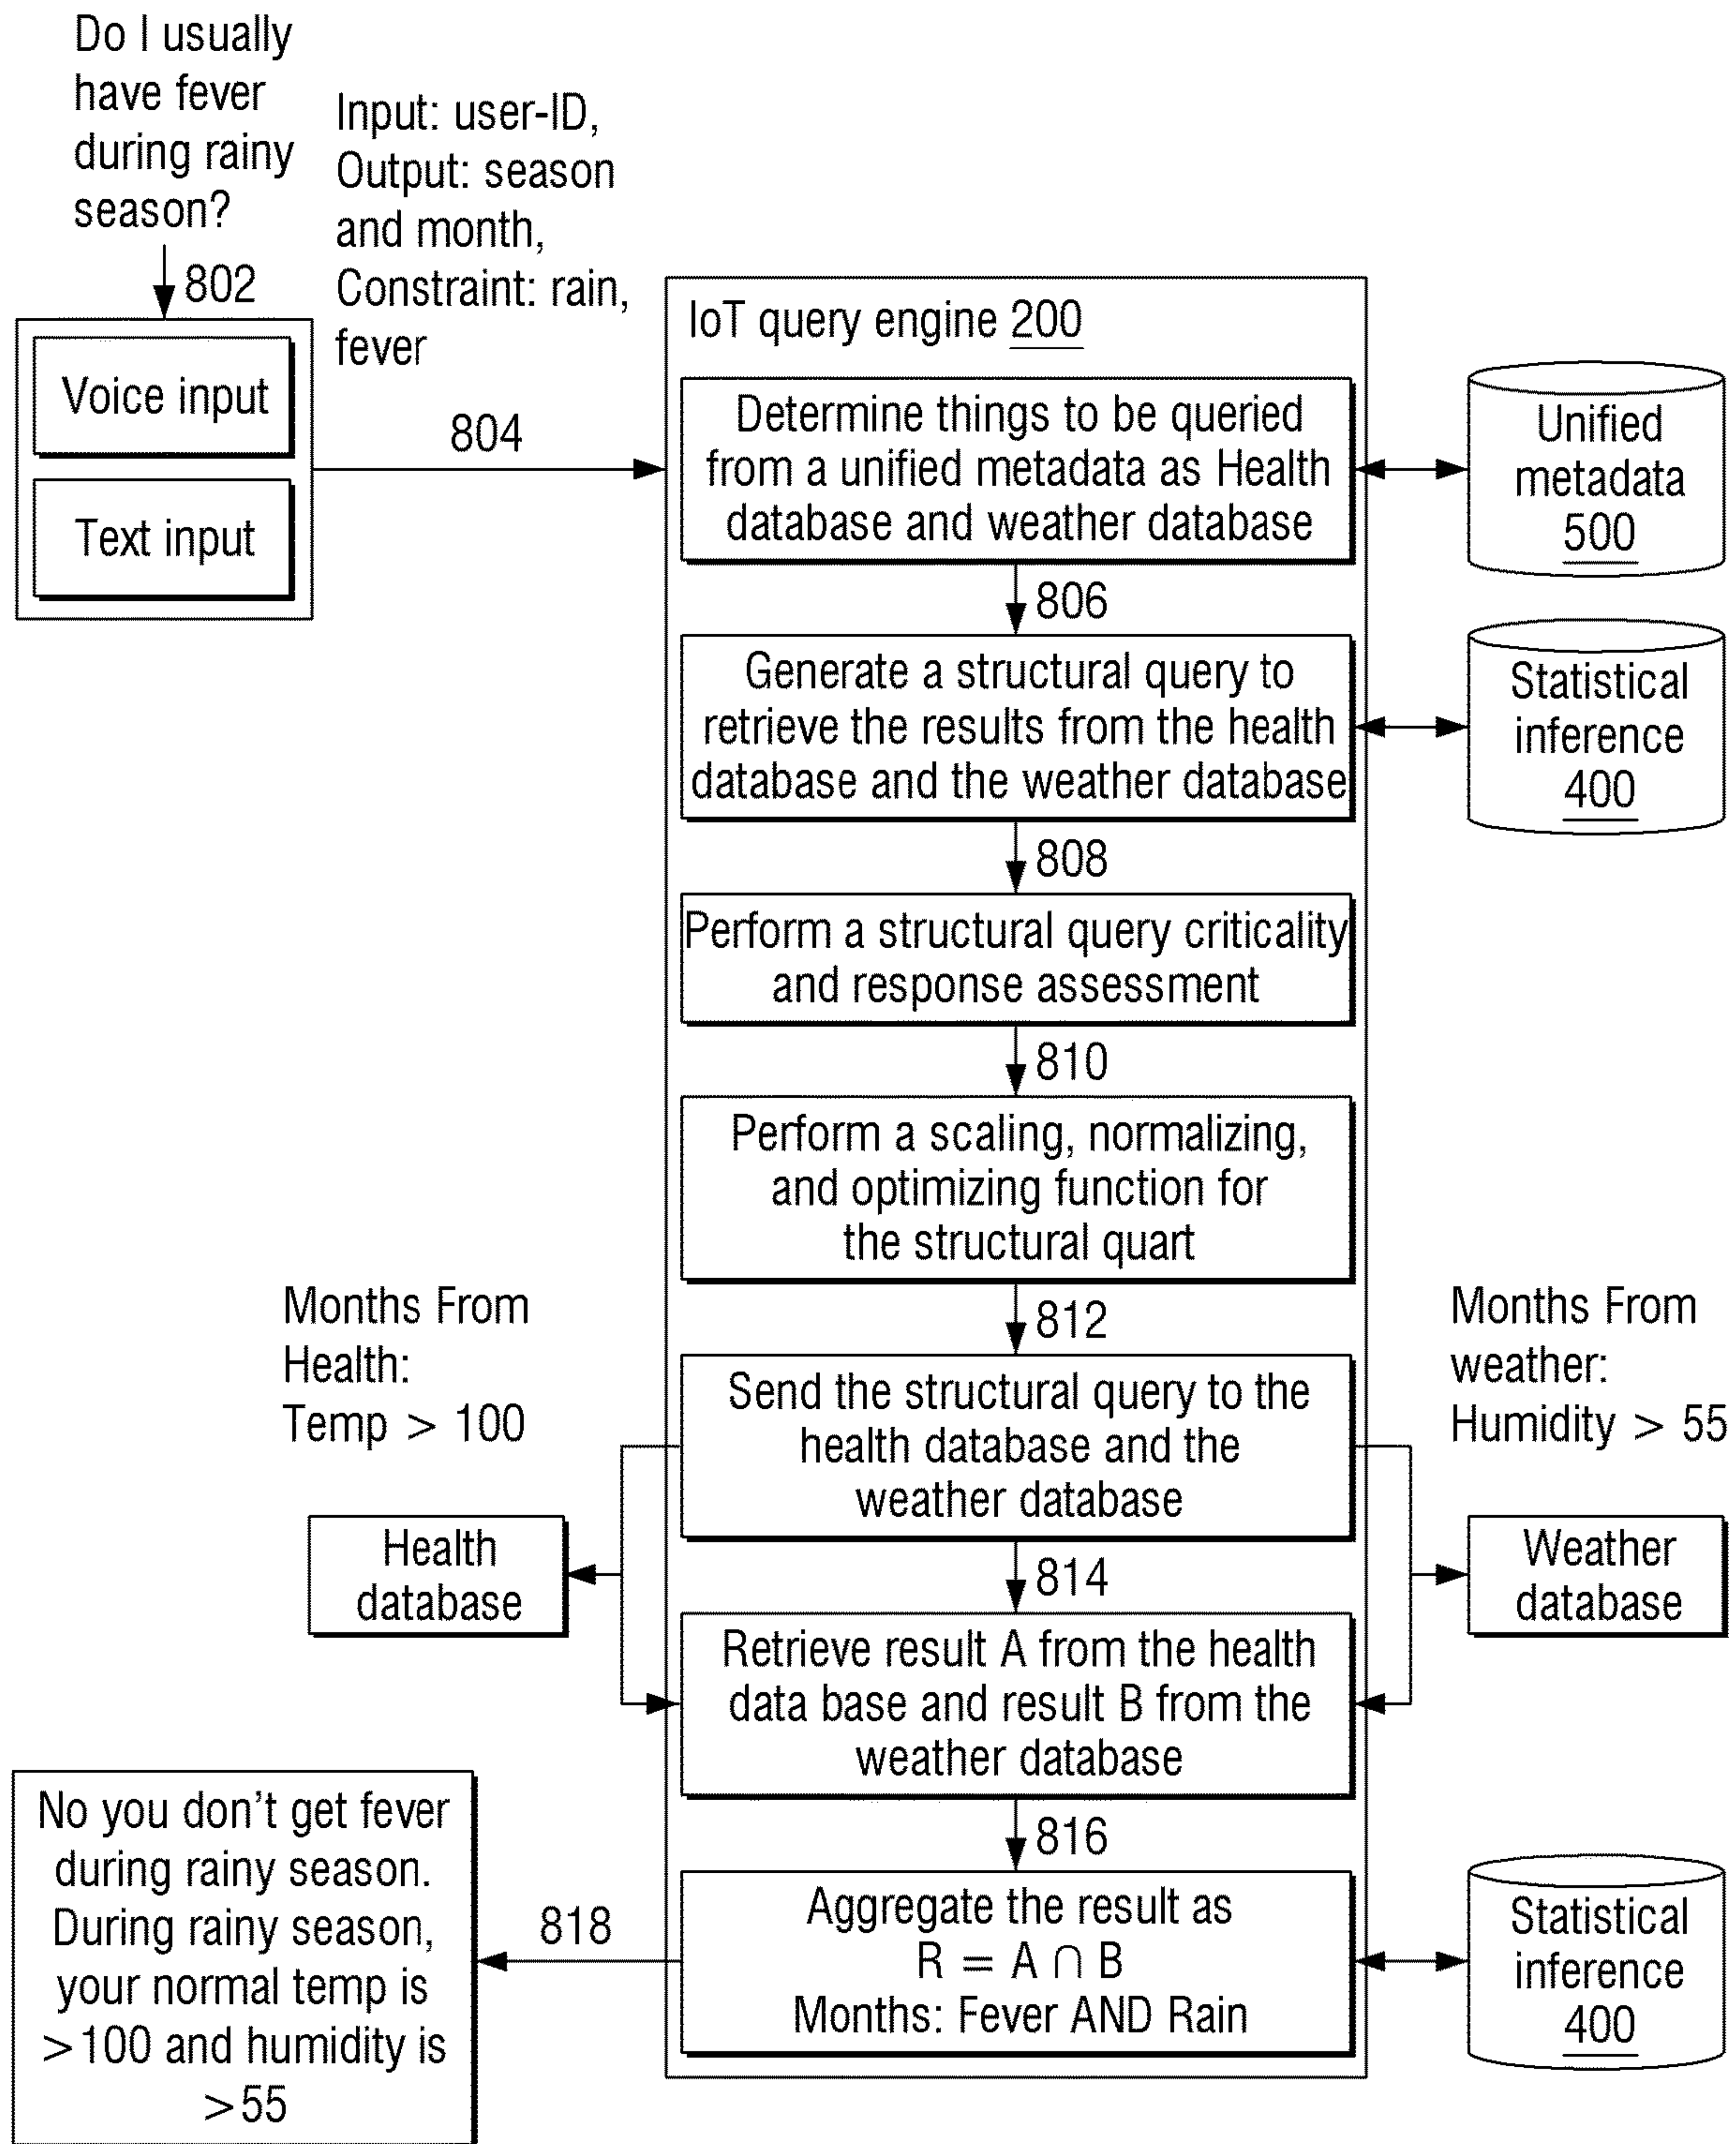 Do I usually
have fever
during rainy
season?
802
Voice input
Text input
Input: user-ID,
Output: season
and month,
Constraint: rain,
fever
804
IoT query engine 200
Determine things to be queried
from a unified metadata as Health
database and weather database
Unified
metadata
500
806
Generate a structural query to
retrieve the results from the health
database and the weather database
Statistical
inference
400
808
Perform a structural query criticality
and response assessment
810
Perform a scaling, normalizing,
and optimizing function for
the structural quart
812
Months From
Health:
Temp > 100
Send the structural query to the
health database and the
weather database
Months From
weather:
Humidity > 55
Health
database
814
Weather
database
Retrieve result A from the health
data base and result B from the
weather database
816
Aggregate the result as
R = A ∩ B
Months: Fever AND Rain
Statistical
inference
400
818
No you don't get fever
during rainy season.
During rainy season,
your normal temp is
>100 and humidity is
>55